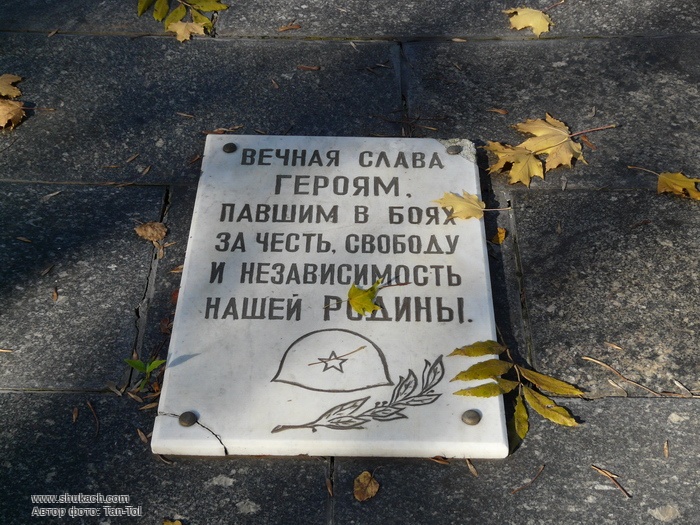 ВЕЧНАЯ СЛАВА
ГЕРОЯМ,
ПАВШИМ В БОЯХ
ЗА ЧЕСТЬ, СВОБОДУ
И НЕЗАВИСИМОСТЬ
НАШЕЙ РОДИНЫ.
www.shukach.com
Автор фото: Tan-Tol